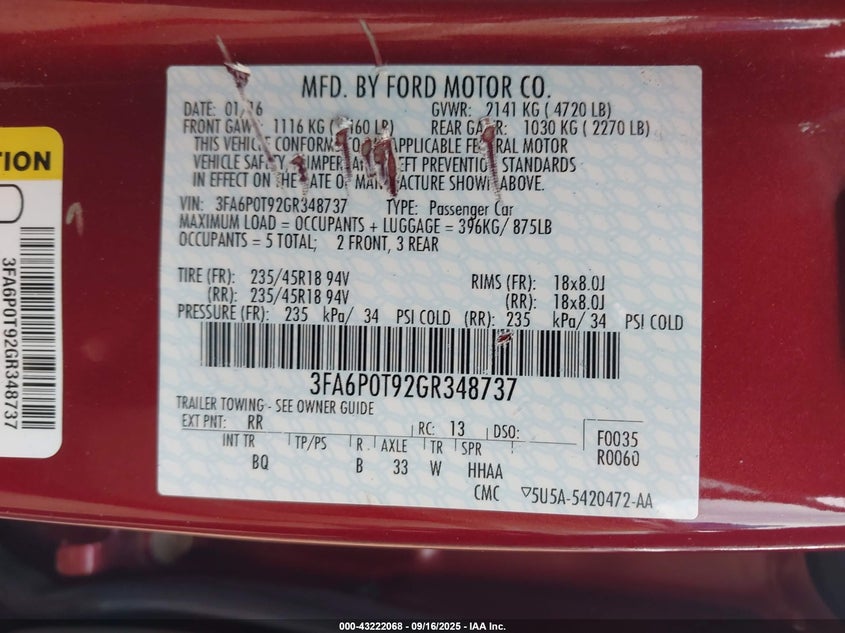 MFD. BY FORD MOTOR CO.
DATE: 01/16 GVWR: 2141 KG ( 4720 LB)
FRONT GAWR: 1116 KG ( 460 LB) REAR GAWR: 1030 KG ( 2270 LB)
THIS VEHICLE CONFORMS TO APPLICABLE FEDERAL MOTOR
VEHICLE SAFETY, BUMPER, AND THEFT PREVENTION STANDARDS
IN EFFECT ON THE DATE OF MANUFACTURE SHOWN ABOVE.
VIN: 3FA6P0T92GR348737 TYPE: Passenger Car
MAXIMUM LOAD = OCCUPANTS + LUGGAGE = 396KG/ 875LB
OCCUPANTS = 5 TOTAL; 2 FRONT, 3 REAR
TIRE (FR): 235/45R18 94V RIMS (FR): 18x8.0J
(RR): 235/45R18 94V (RR): 18x8.0J
PRESSURE (FR): 235 kPa/ 34 PSI COLD (RR): 235 kPa/ 34 PSI COLD
3FA6P0T92GR348737
TRAILER TOWING - SEE OWNER GUIDE
EXT PNT: RR RC: 13 DSO: F0035
INT TR TP/PS R AXLE TR SPR R0060
BQ B 33 W HHAA
CMC 5U5A-5420472-AA
TION
3FA6P0T92GR348737
000-43222068 - 09/16/2025 - IAA Inc.